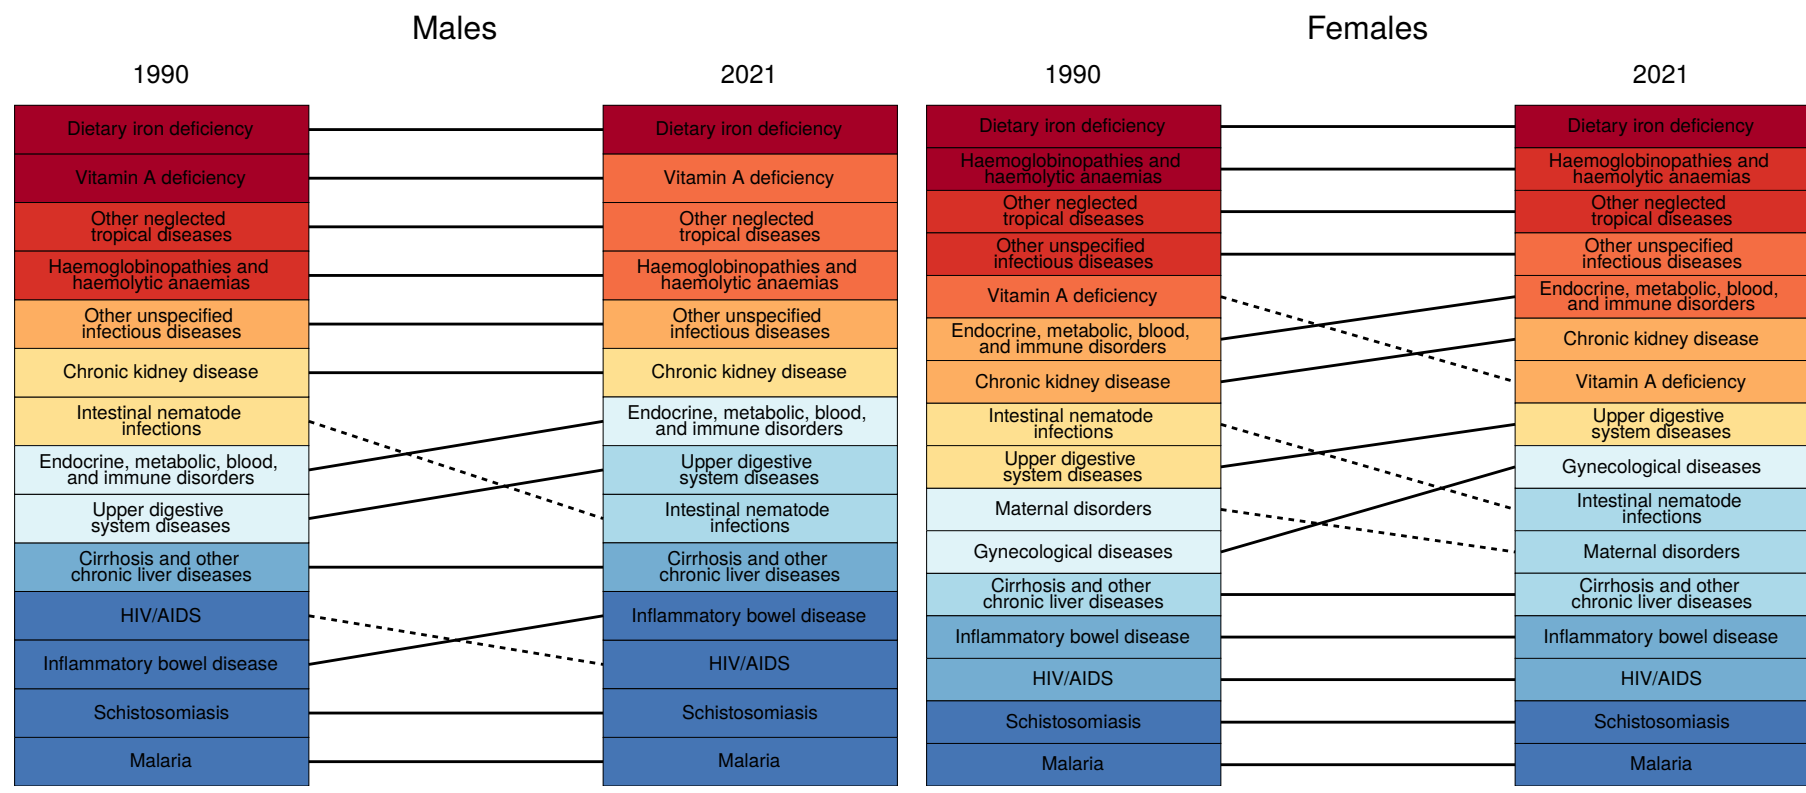 Males
1990
2021
Dietary iron deficiency
Vitamin A deficiency
Other neglected
tropical diseases
Haemoglobinopathies and
haemolytic anaemias
Other unspecified
infectious diseases
Chronic kidney disease
Intestinal nematode
infections
Endocrine, metabolic, blood,
and immune disorders
Upper digestive
system diseases
Cirrhosis and other
chronic liver diseases
HIV/AIDS
Inflammatory bowel disease
Schistosomiasis
Malaria
Dietary iron deficiency
Vitamin A deficiency
Other neglected
tropical diseases
Haemoglobinopathies and
haemolytic anaemias
Other unspecified
infectious diseases
Chronic kidney disease
Endocrine, metabolic, blood,
and immune disorders
Upper digestive
system diseases
Intestinal nematode
infections
Cirrhosis and other
chronic liver diseases
Inflammatory bowel disease
HIV/AIDS
Schistosomiasis
Malaria
Females
1990
2021
Dietary iron deficiency
Haemoglobinopathies and
haemolytic anaemias
Other neglected
tropical diseases
Other unspecified
infectious diseases
Vitamin A deficiency
Endocrine, metabolic, blood,
and immune disorders
Chronic kidney disease
Intestinal nematode
infections
Upper digestive
system diseases
Maternal disorders
Gynecological diseases
Cirrhosis and other
chronic liver diseases
Inflammatory bowel disease
HIV/AIDS
Schistosomiasis
Malaria
Dietary iron deficiency
Haemoglobinopathies and
haemolytic anaemias
Other neglected
tropical diseases
Other unspecified
infectious diseases
Endocrine, metabolic, blood,
and immune disorders
Chronic kidney disease
Vitamin A deficiency
Upper digestive
system diseases
Gynecological diseases
Intestinal nematode
infections
Maternal disorders
Cirrhosis and other
chronic liver diseases
Inflammatory bowel disease
HIV/AIDS
Schistosomiasis
Malaria